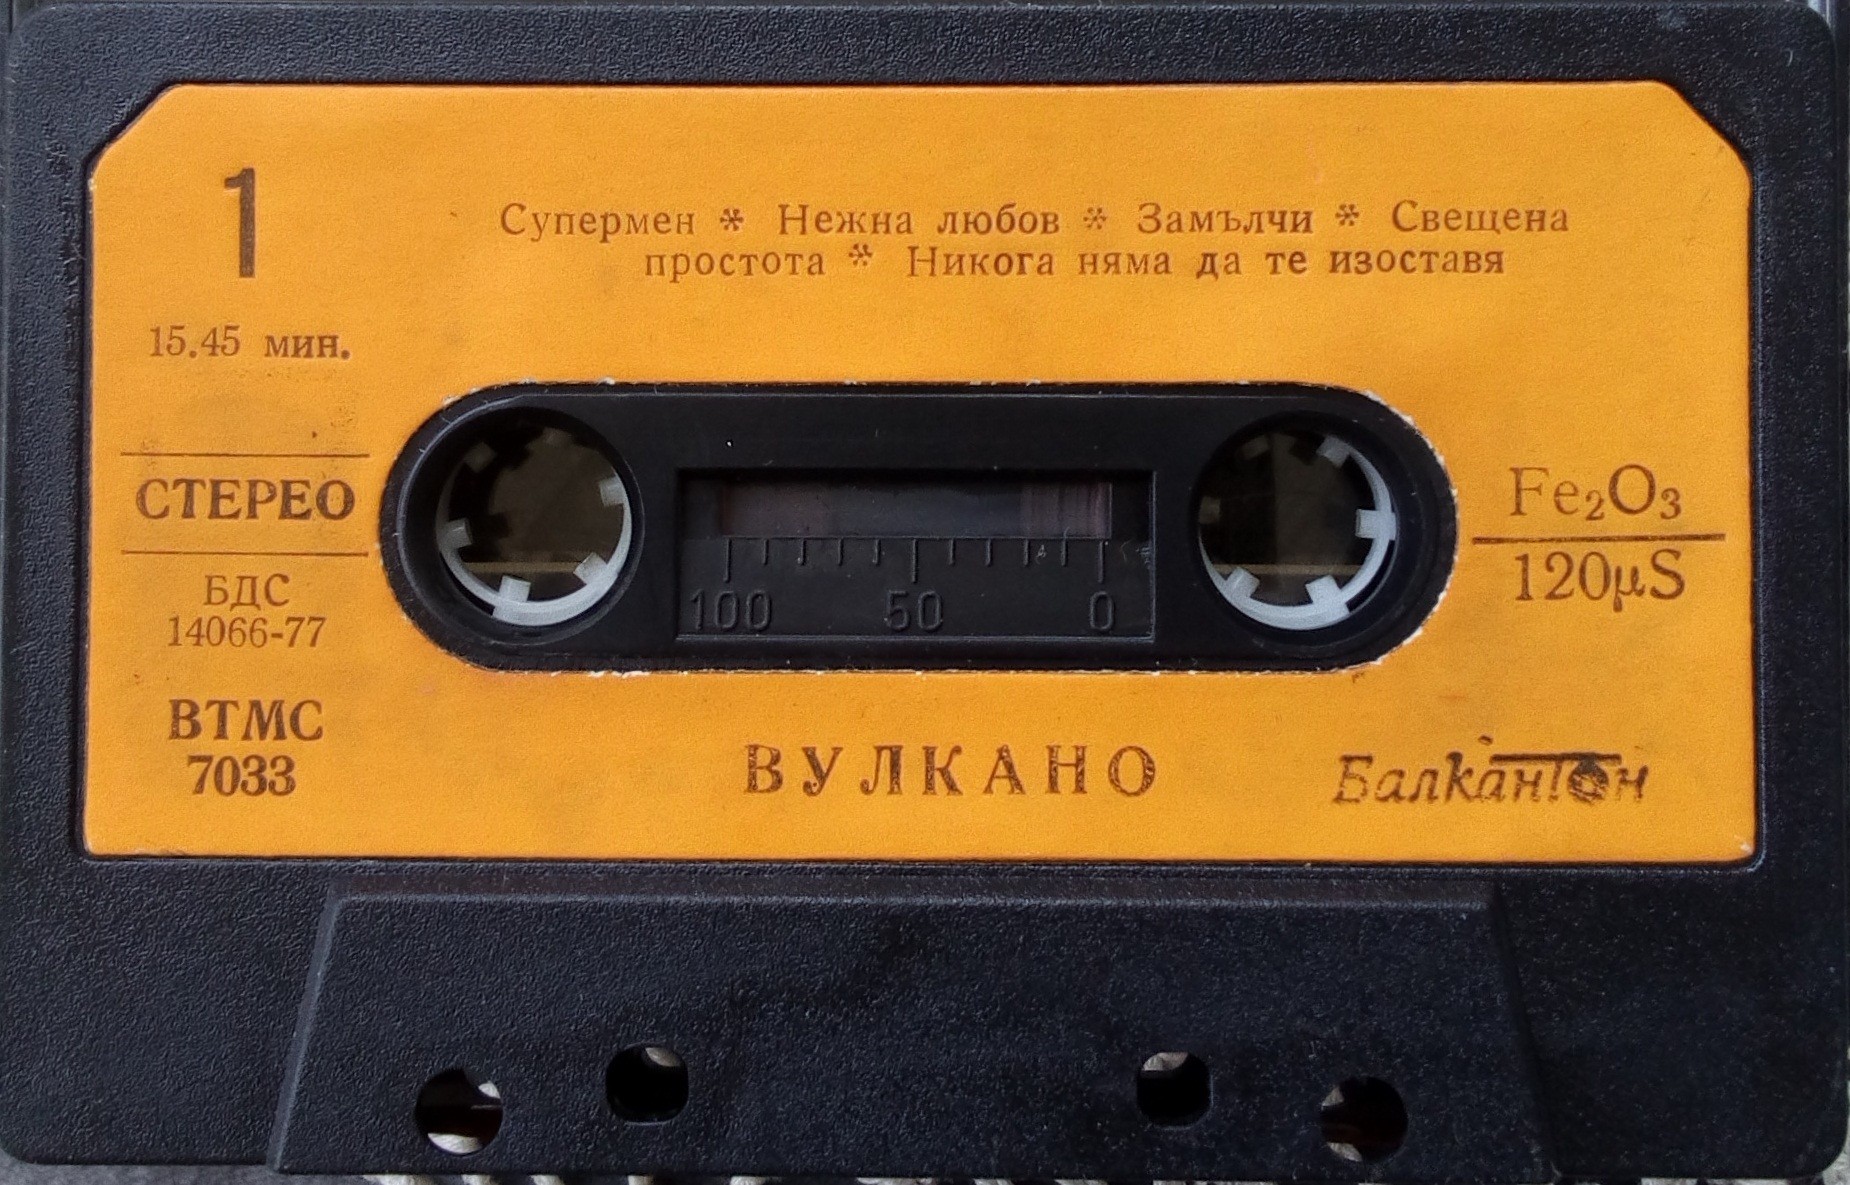 1
Супермен * Нежна любов * Замълчи * Свещена
простота * Никога няма да те изоставя
15.45 мин.
СТЕРЕО
БДС
14066-77
ВТМС
7033
100 50 0
Fe₂O₃
120μS
ВУЛКАНО
Балкантон